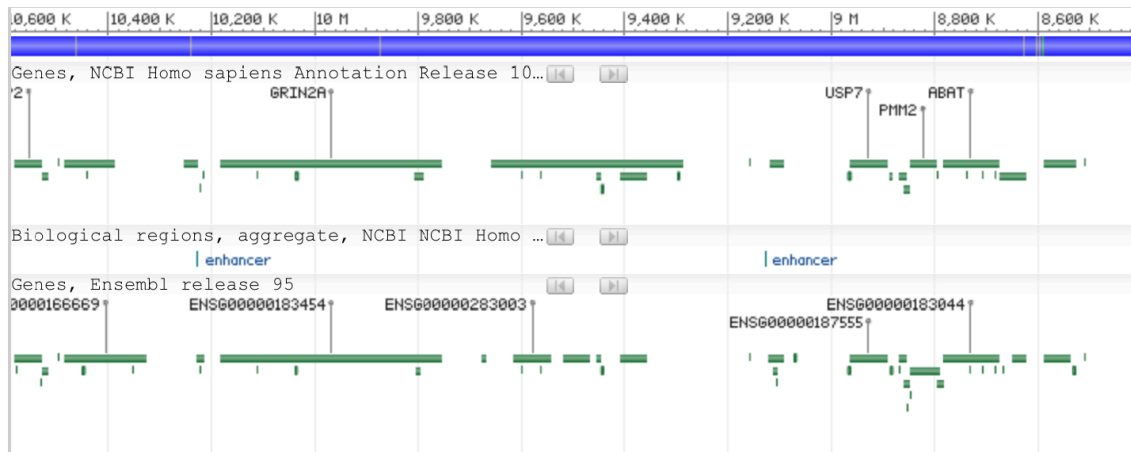 0,600 K 10,400 K 10,200 K 10 M 9,800 K 9,600 K 9,400 K 9,200 K 9 M 8,800 K 8,600 K
Genes, NCBI Homo sapiens Annotation Release 10…
P2 GRIN2A USP7 ABAT
PMM2
Biological regions, aggregate, NCBI NCBI Homo …
enhancer enhancer
Genes, Ensembl release 95
0000166669 ENSG00000183454 ENSG00000283003 ENSG00000183044
ENSG00000187555